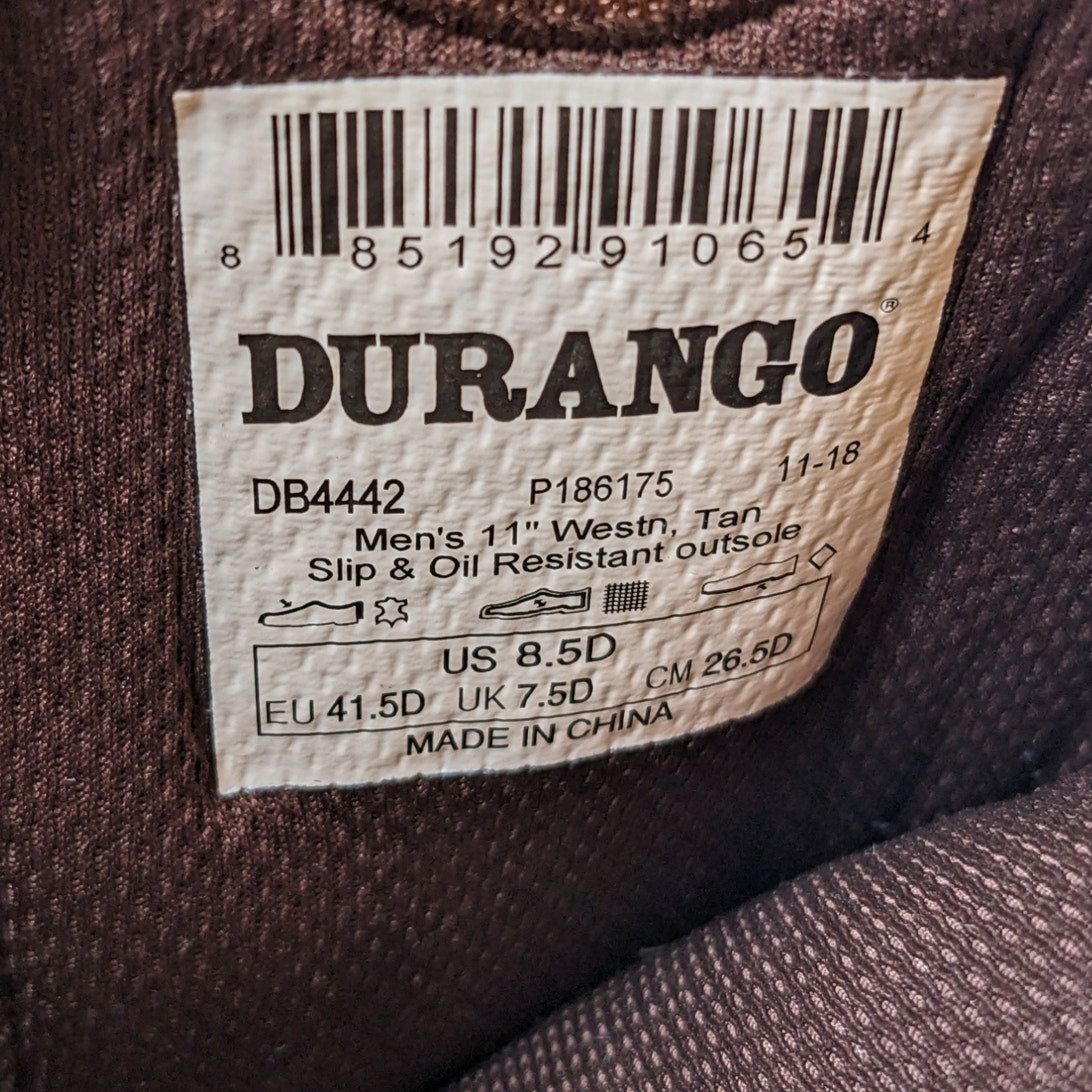 8 85192 91065 4
DURANGO®
DB4442 P186175 11-18
Men's 11" Westn, Tan
Slip & Oil Resistant outsole
US 8.5D
EU 41.5D UK 7.5D CM 26.5D
MADE IN CHINA